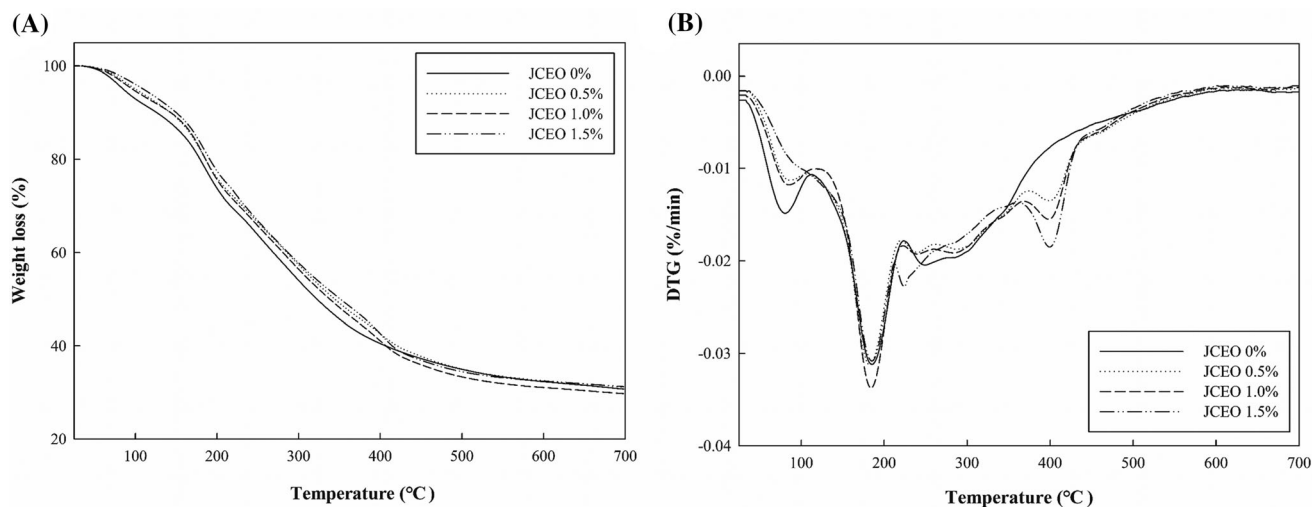 (A)
100
80
60
40
20
Weight loss (%)
JCEO 0%
JCEO 0.5%
JCEO 1.0%
JCEO 1.5%
100
200
300
400
500
600
700
Temperature (℃)
(B)
0.00
-0.01
-0.02
-0.03
-0.04
DTG (%/min)
JCEO 0%
JCEO 0.5%
JCEO 1.0%
JCEO 1.5%
100
200
300
400
500
600
700
Temperature (℃)